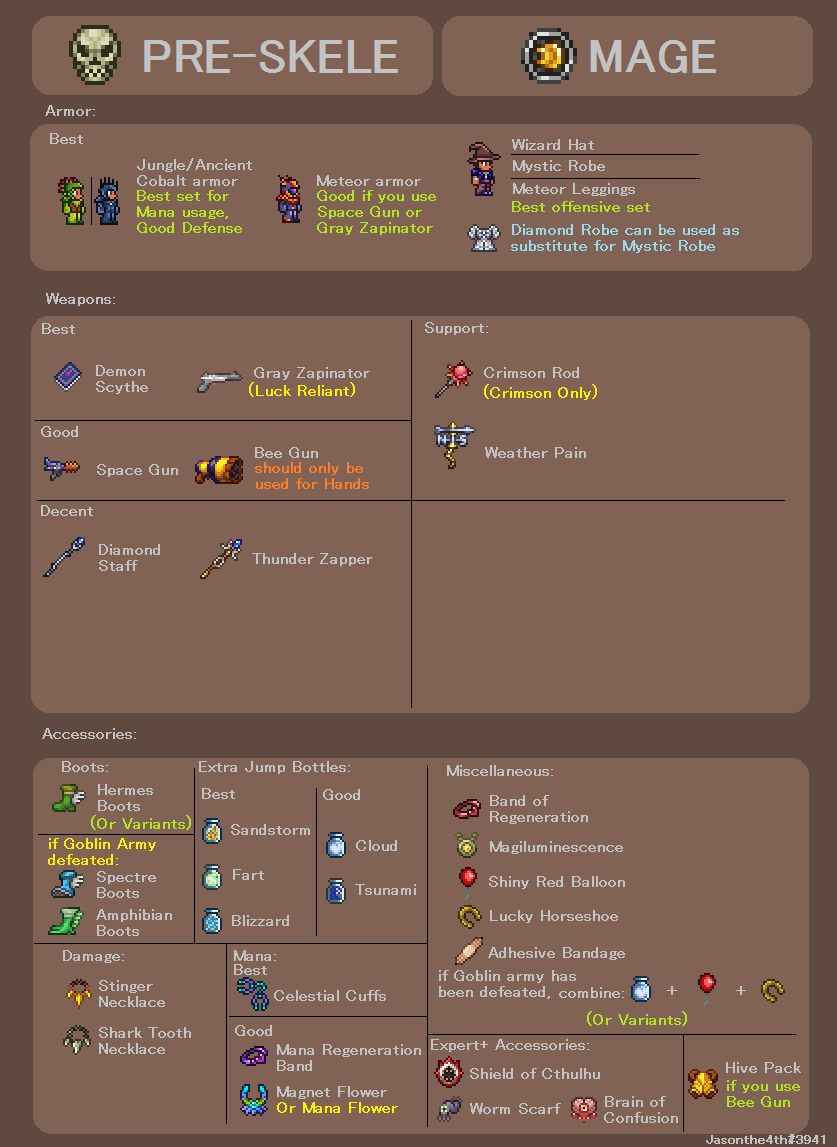 PRE-SKELE
MAGE
Armor:
Best
Jungle/Ancient
Cobalt armor
Best set for
Mana usage,
Good Defense
Meteor armor
Good if you use
Space Gun or
Gray Zapinator
Wizard Hat
Mystic Robe
Meteor Leggings
Best offensive set
Diamond Robe can be used as
substitute for Mystic Robe
Weapons:
Best
Demon
Scythe
Gray Zapinator
(Luck Reliant)
Good
Space Gun
Bee Gun
should only be
used for Hands
Decent
Diamond
Staff
Thunder Zapper
Support:
Crimson Rod
(Crimson Only)
Weather Pain
Accessories:
Boots:
Hermes
Boots
(Or Variants)
if Goblin Army
defeated:
Spectre
Boots
Amphibian
Boots
Extra Jump Bottles:
Best
Sandstorm
Fart
Blizzard
Good
Cloud
Tsunami
Damage:
Stinger
Necklace
Shark Tooth
Necklace
Mana:
Best
Celestial Cuffs
Good
Mana Regeneration
Band
Magnet Flower
Or Mana Flower
Miscellaneous:
Band of
Regeneration
Magiluminescence
Shiny Red Balloon
Lucky Horseshoe
Adhesive Bandage
if Goblin army has
been defeated, combine: + +
(Or Variants)
Expert+ Accessories:
Shield of Cthulhu
Worm Scarf
Brain of
Confusion
Hive Pack
if you use
Bee Gun
Jasonthe4th#3941